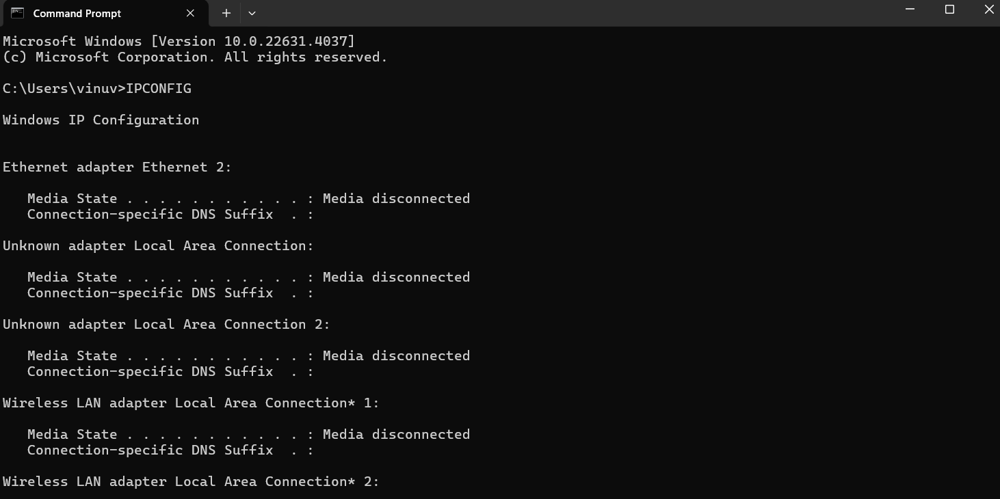 Command Prompt
Microsoft Windows [Version 10.0.22631.4037]
(c) Microsoft Corporation. All rights reserved.
C:\Users\vinuv>IPCONFIG
Windows IP Configuration
Ethernet adapter Ethernet 2:
   Media State . . . . . . . . . . . : Media disconnected
   Connection-specific DNS Suffix  . :
Unknown adapter Local Area Connection:
   Media State . . . . . . . . . . . : Media disconnected
   Connection-specific DNS Suffix  . :
Unknown adapter Local Area Connection 2:
   Media State . . . . . . . . . . . : Media disconnected
   Connection-specific DNS Suffix  . :
Wireless LAN adapter Local Area Connection* 1:
   Media State . . . . . . . . . . . : Media disconnected
   Connection-specific DNS Suffix  . :
Wireless LAN adapter Local Area Connection* 2: